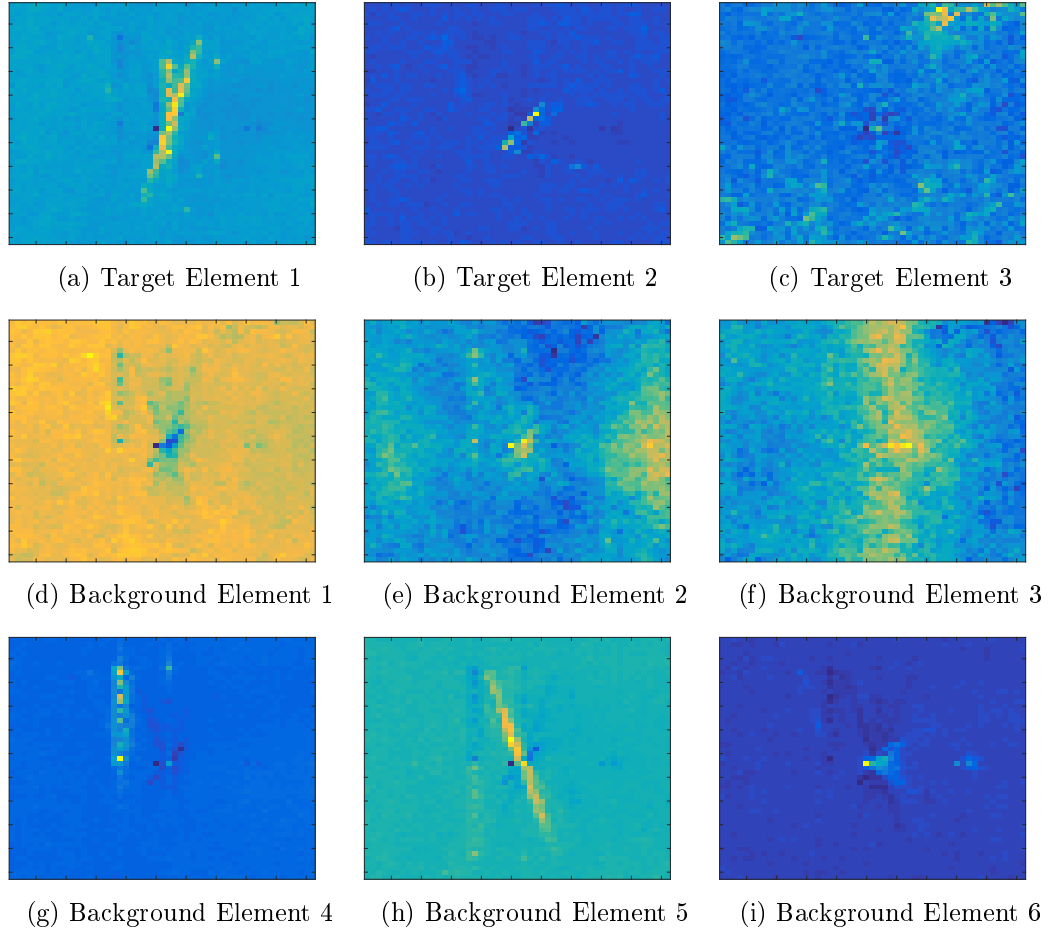 (a) Target Element 1
(b) Target Element 2
(c) Target Element 3
(d) Background Element 1
(e) Background Element 2
(f) Background Element 3
(g) Background Element 4
(h) Background Element 5
(i) Background Element 6